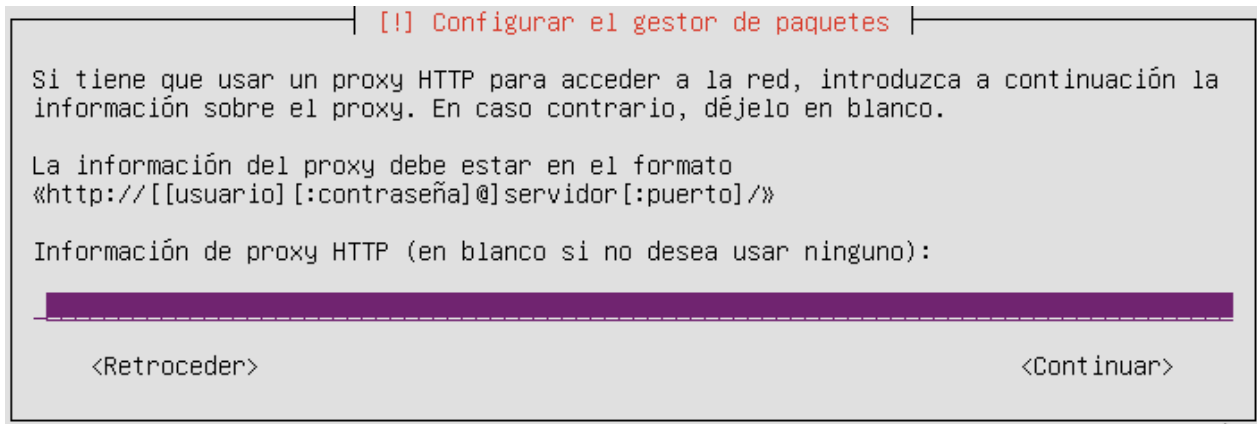 [!] Configurar el gestor de paquetes
Si tiene que usar un proxy HTTP para acceder a la red, introduzca a continuación la
información sobre el proxy. En caso contrario, déjelo en blanco.
La información del proxy debe estar en el formato
«http://[[usuario][:contraseña]@]servidor[:puerto]/»
Información de proxy HTTP (en blanco si no desea usar ninguno):
<Retroceder> <Continuar>